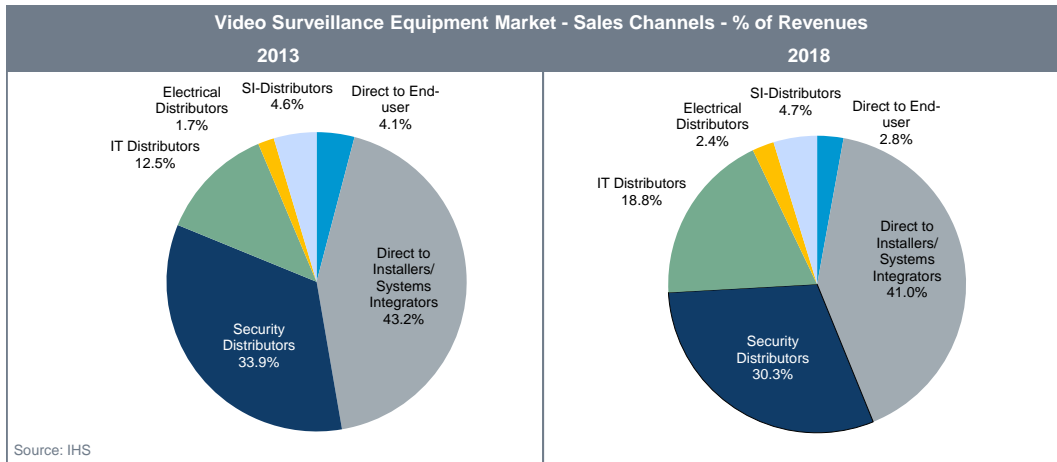 Video Surveillance Equipment Market - Sales Channels - % of Revenues
2013
2018
Electrical
Distributors
1.7%
SI-Distributors
4.6%
Direct to End-
user
4.1%
IT Distributors
12.5%
Direct to
Installers/
Systems
Integrators
43.2%
Security
Distributors
33.9%
Source: IHS
Electrical
Distributors
2.4%
SI-Distributors
4.7%
Direct to End-
user
2.8%
IT Distributors
18.8%
Direct to
Installers/
Systems
Integrators
41.0%
Security
Distributors
30.3%